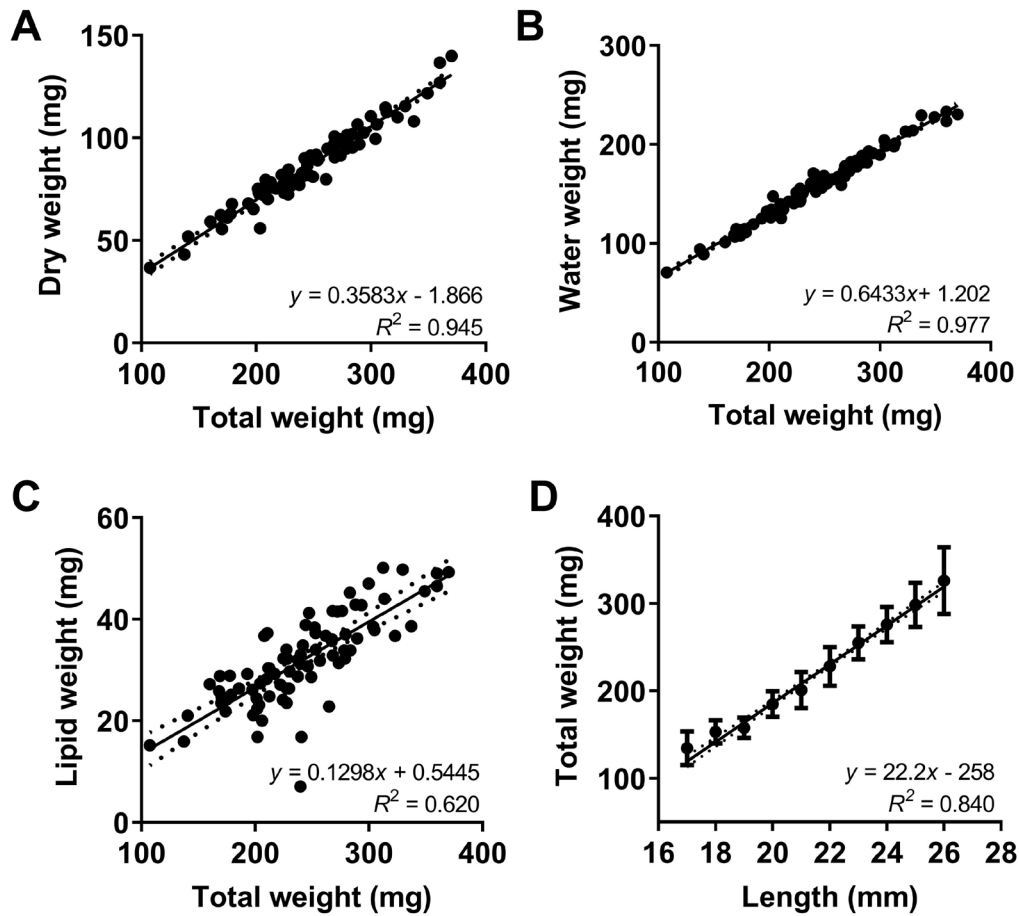 A
150
100
50
0
Dry weight (mg)
y = 0.3583x - 1.866
R² = 0.945
100 200 300 400
Total weight (mg)
B
300
200
100
0
Water weight (mg)
y = 0.6433x+ 1.202
R² = 0.977
100 200 300 400
Total weight (mg)
C
60
40
20
0
Lipid weight (mg)
y = 0.1298x + 0.5445
R² = 0.620
100 200 300 400
Total weight (mg)
D
400
300
200
100
Total weight (mg)
y = 22.2x - 258
R² = 0.840
16 18 20 22 24 26 28
Length (mm)